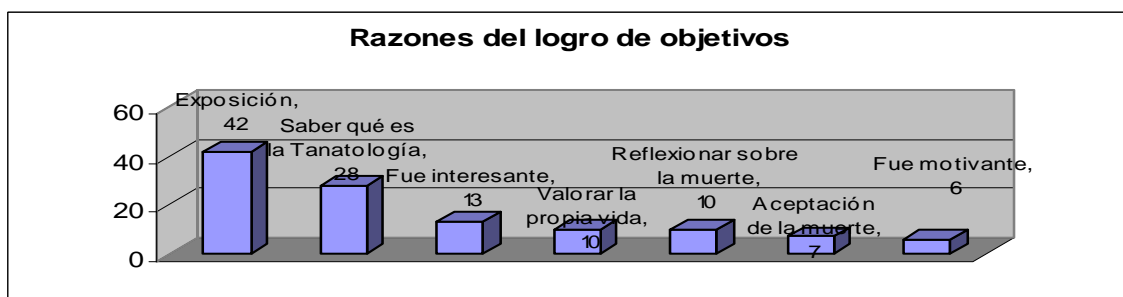 Razones del logro de objetivos
60
40
20
0
Exposición,
42
Saber qué es
la Tanatología,
28
Fue interesante,
13
Valorar la
propia vida,
10
Reflexionar sobre
la muerte,
10
Aceptación
de la muerte,
7
Fue motivante,
6